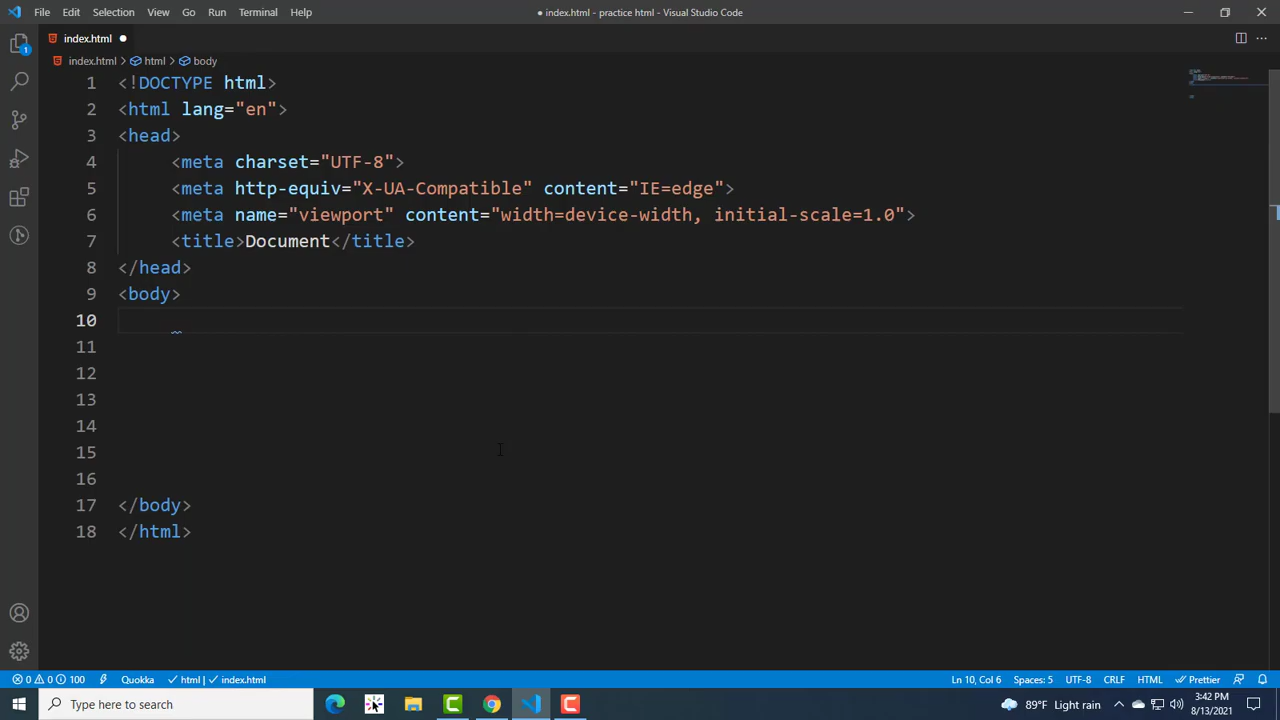 File Edit Selection View Go Run Terminal Help ● index.html - practice html - Visual Studio Code
index.html ●
index.html > html > body
1 <!DOCTYPE html>
2 <html lang="en">
3 <head>
4 <meta charset="UTF-8">
5 <meta http-equiv="X-UA-Compatible" content="IE=edge">
6 <meta name="viewport" content="width=device-width, initial-scale=1.0">
7 <title>Document</title>
8 </head>
9 <body>
10
11
12
13
14
15
16
17 </body>
18 </html>
1
0 0 100 Quokka ✓ html | ✓ index.html Ln 10, Col 6 Spaces: 5 UTF-8 CRLF HTML Prettier
Type here to search 89°F Light rain 3:42 PM
8/13/2021